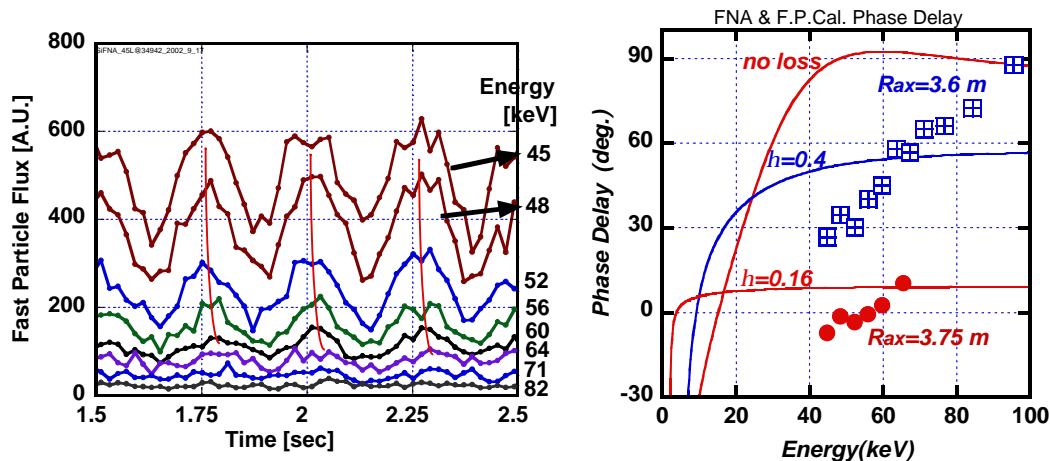 SiFNA_45L@34942_2002_9_17
Energy
[keV]
45
48
52
56
60
64
71
82
800
600
400
200
0
1.5
1.75
2
2.25
2.5
Time [sec]
Fast Particle Flux [A.U.]
FNA & F.P.Cal. Phase Delay
no loss
Rax=3.6 m
h=0.4
h=0.16
Rax=3.75 m
90
60
30
0
-30
0
20
40
60
80
100
Energy(keV)
Phase Delay (deg.)